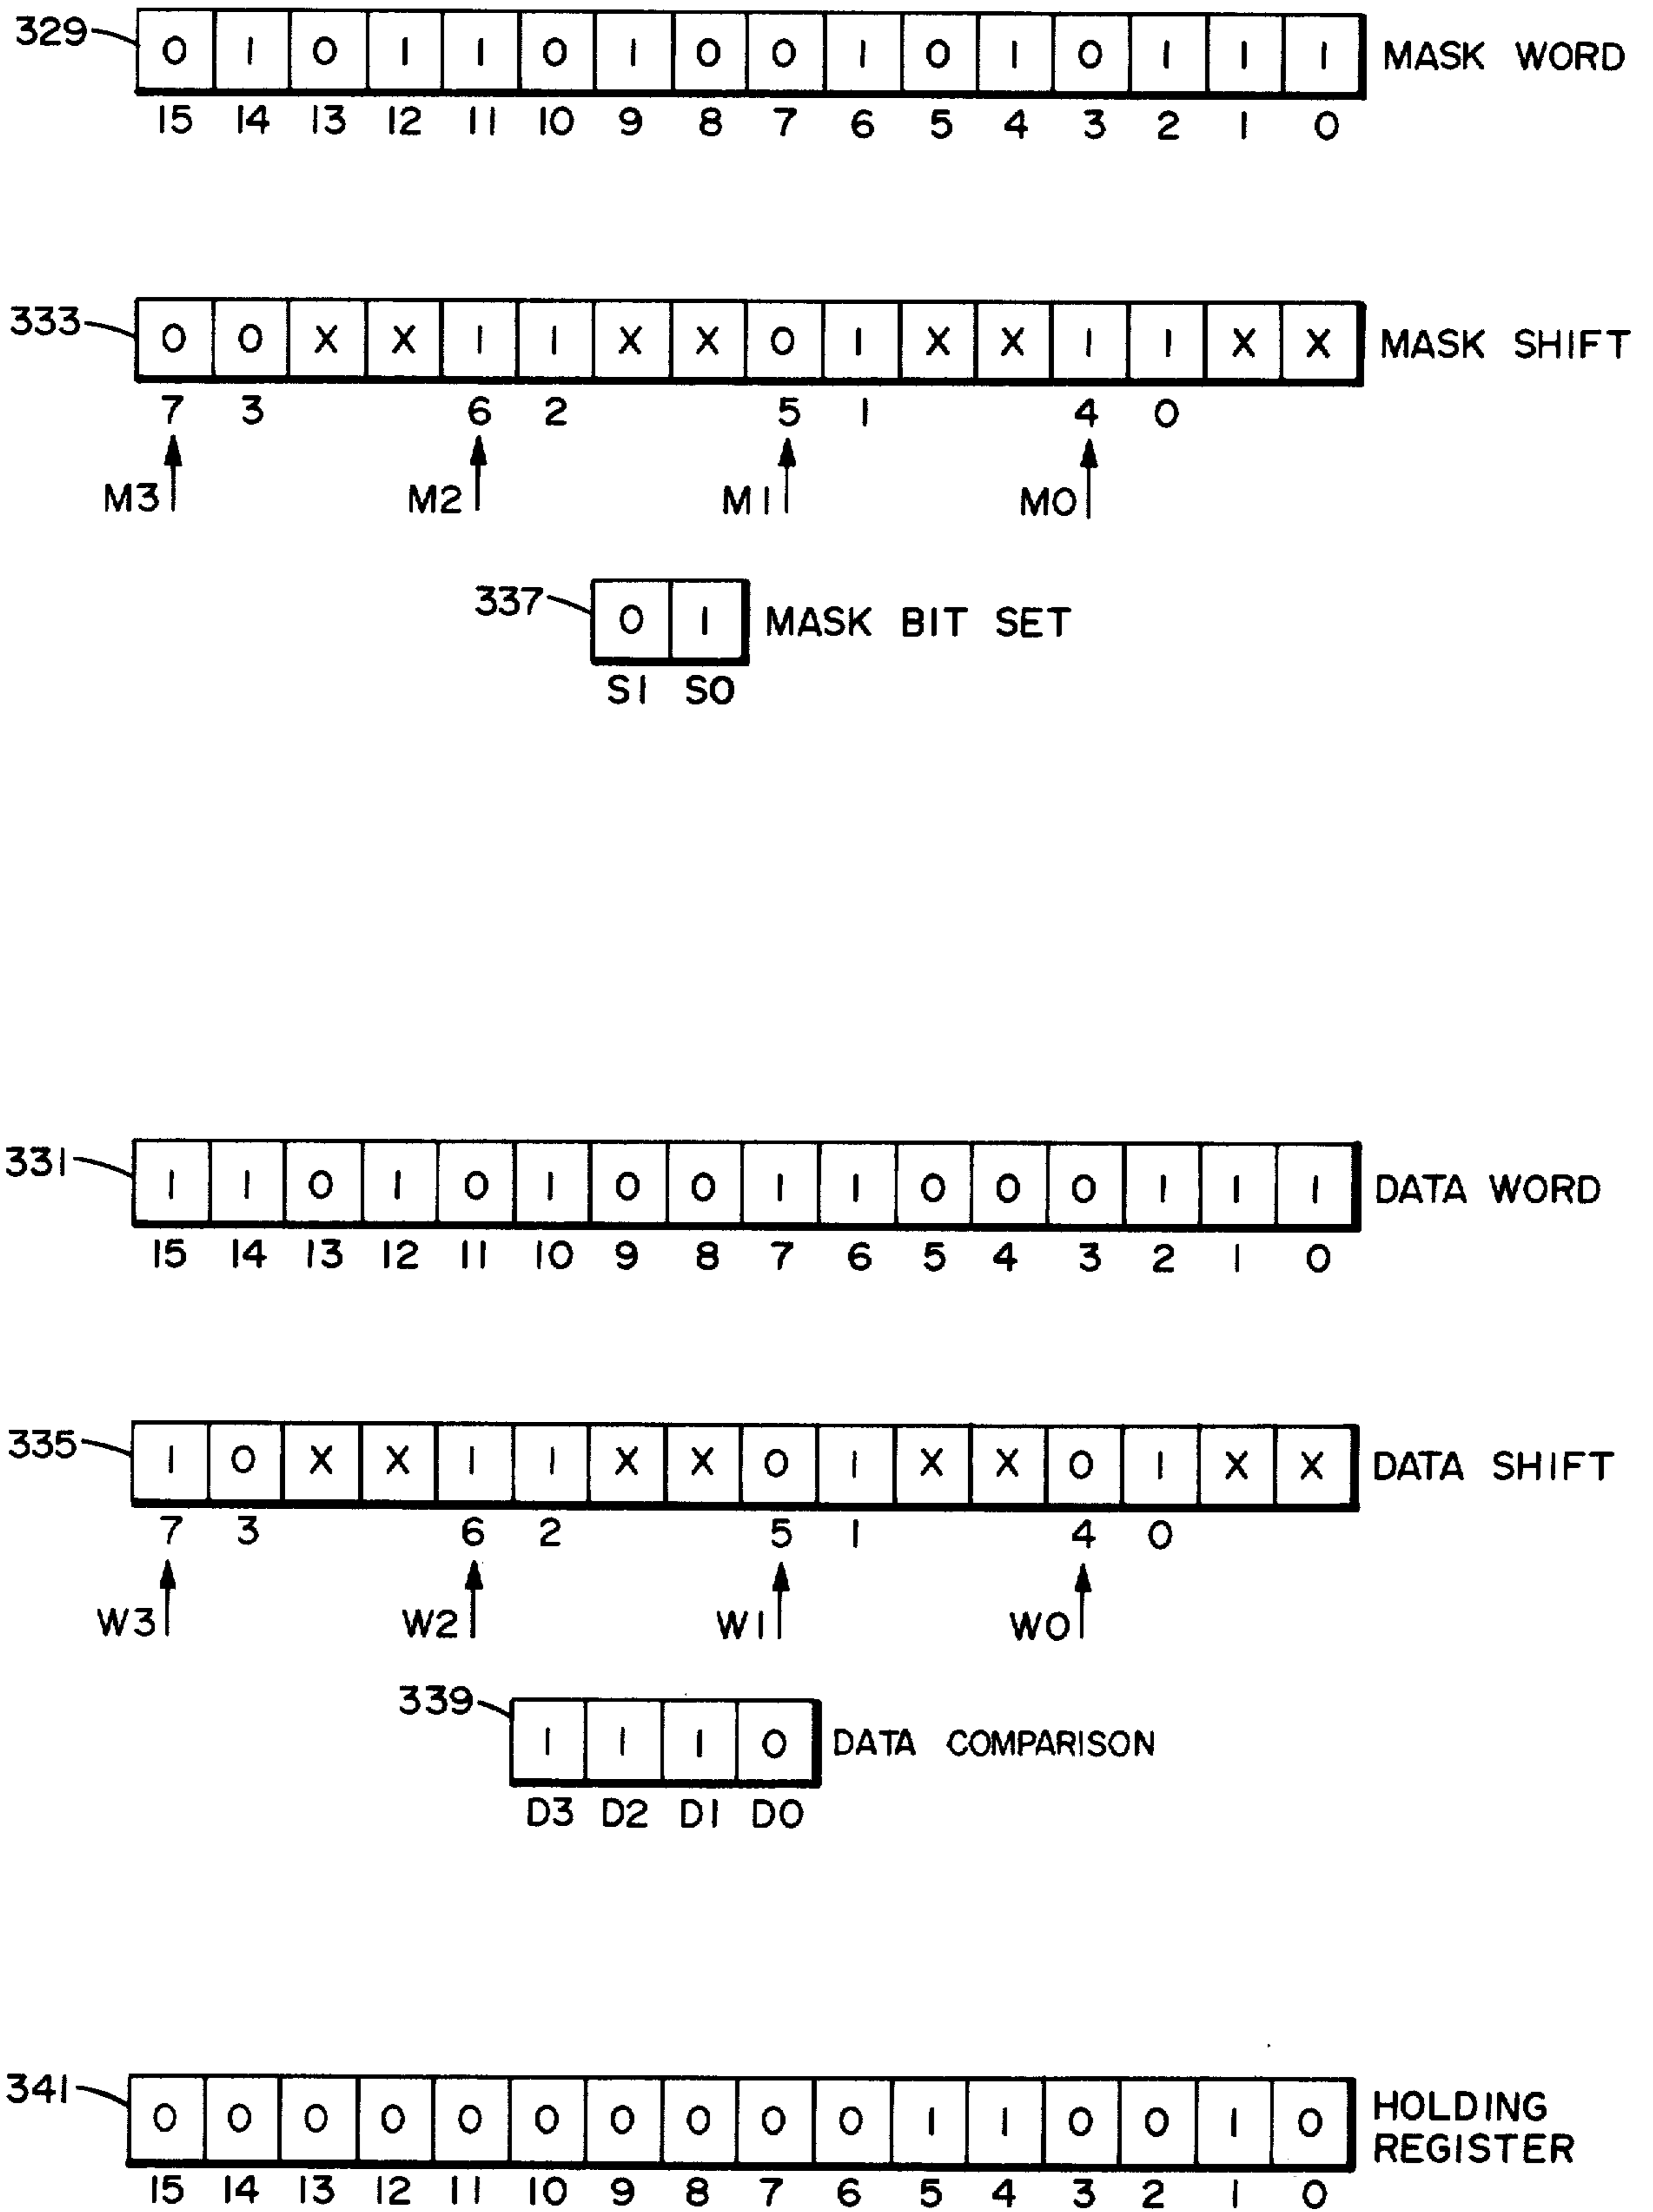 329 0 1 0 1 1 0 1 0 0 1 0 1 0 1 1 1 MASK WORD
15 14 13 12 11 10 9 8 7 6 5 4 3 2 1 0
333 0 0 X X 1 1 X X 0 1 X X 1 1 X X MASK SHIFT
7 3 6 2 5 1 4 0
M3 M2 M1 M0
337 0 1 MASK BIT SET
S1 S0
331 1 1 0 1 0 1 0 0 1 1 0 0 0 1 1 1 DATA WORD
15 14 13 12 11 10 9 8 7 6 5 4 3 2 1 0
335 1 0 X X 1 1 X X 0 1 X X 0 1 X X DATA SHIFT
7 3 6 2 5 1 4 0
W3 W2 W1 W0
339 1 1 1 0 DATA COMPARISON
D3 D2 D1 D0
341 0 0 0 0 0 0 0 0 0 0 1 1 0 0 1 0 HOLDING
REGISTER
15 14 13 12 11 10 9 8 7 6 5 4 3 2 1 0